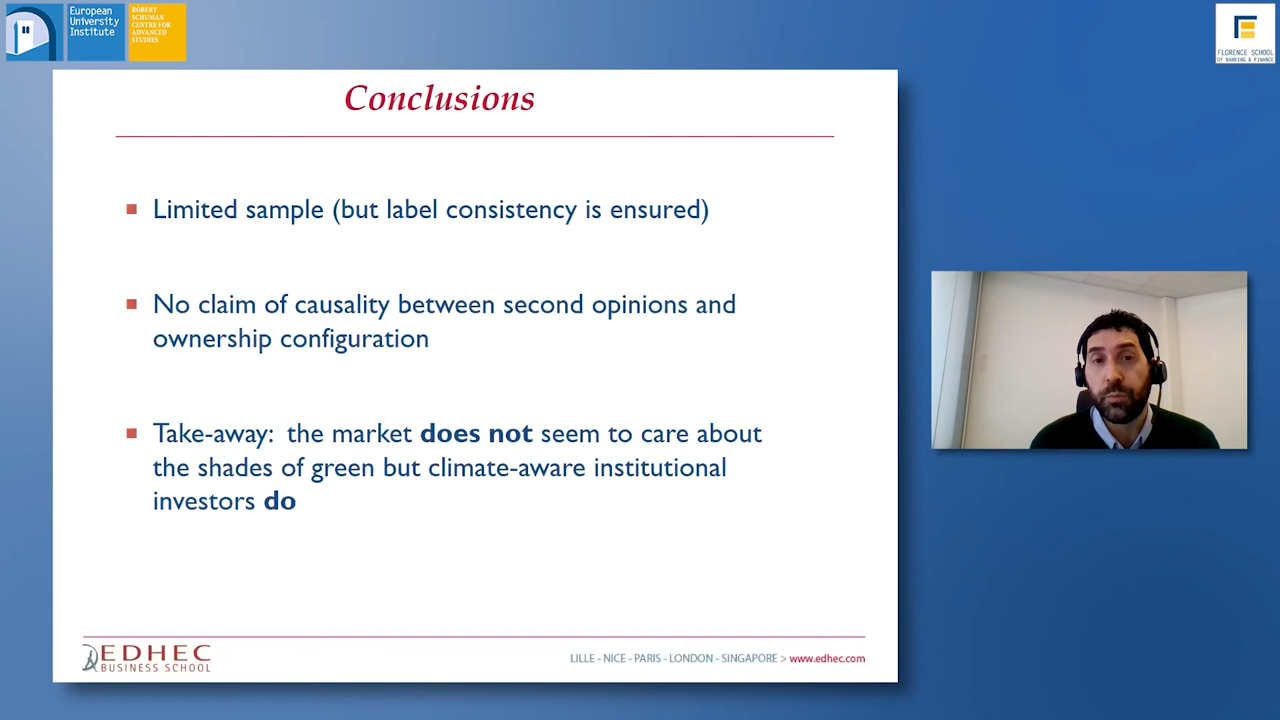 European
University
Institute
ROBERT
SCHUMAN
CENTRE FOR
ADVANCED
STUDIES
FLORENCE SCHOOL
OF BANKING & FINANCE
Conclusions
Limited sample (but label consistency is ensured)
No claim of causality between second opinions and
ownership configuration
Take-away: the market does not seem to care about
the shades of green but climate-aware institutional
investors do
EDHEC
BUSINESS SCHOOL
LILLE - NICE - PARIS - LONDON - SINGAPORE > www.edhec.com